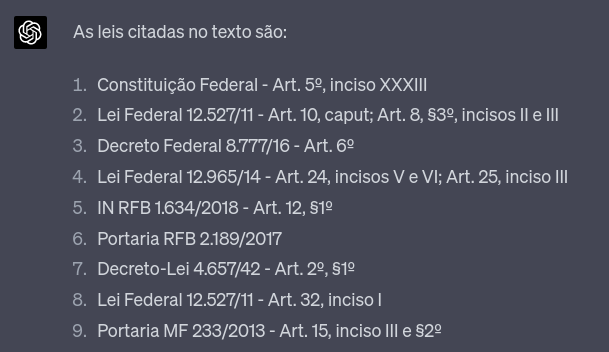 As leis citadas no texto são:
1. Constituição Federal - Art. 5º, inciso XXXIII
2. Lei Federal 12.527/11 - Art. 10, caput; Art. 8, §3º, incisos II e III
3. Decreto Federal 8.777/16 - Art. 6º
4. Lei Federal 12.965/14 - Art. 24, incisos V e VI; Art. 25, inciso III
5. IN RFB 1.634/2018 - Art. 12, §1º
6. Portaria RFB 2.189/2017
7. Decreto-Lei 4.657/42 - Art. 2º, §1º
8. Lei Federal 12.527/11 - Art. 32, inciso I
9. Portaria MF 233/2013 - Art. 15, inciso III e §2º